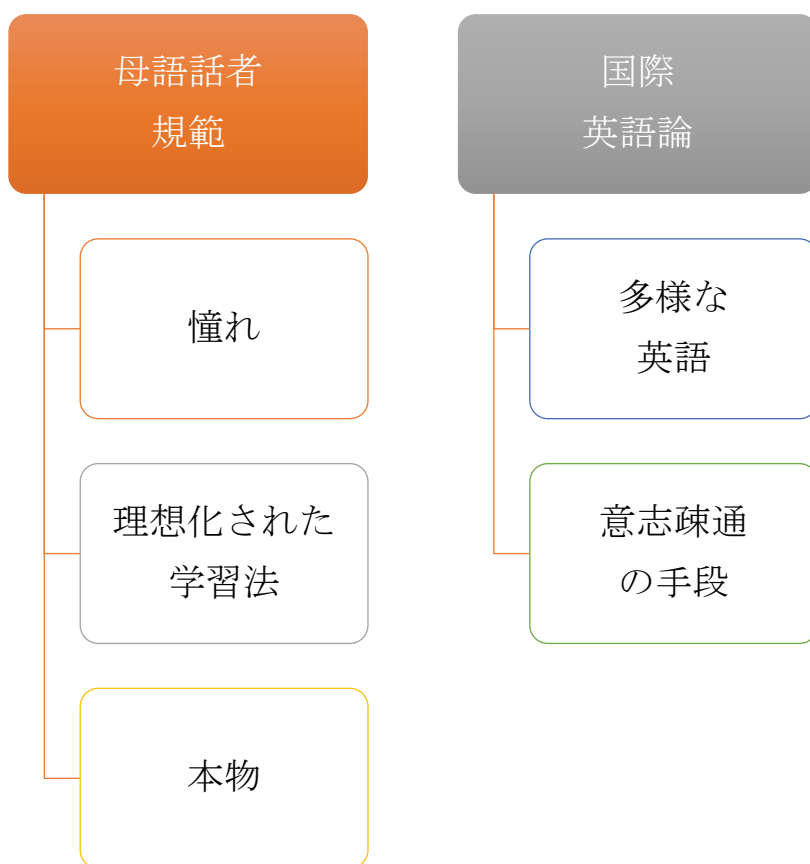 母語話者
規範
憧れ
理想化された
学習法
本物
国際
英語論
多様な
英語
意志疎通
の手段